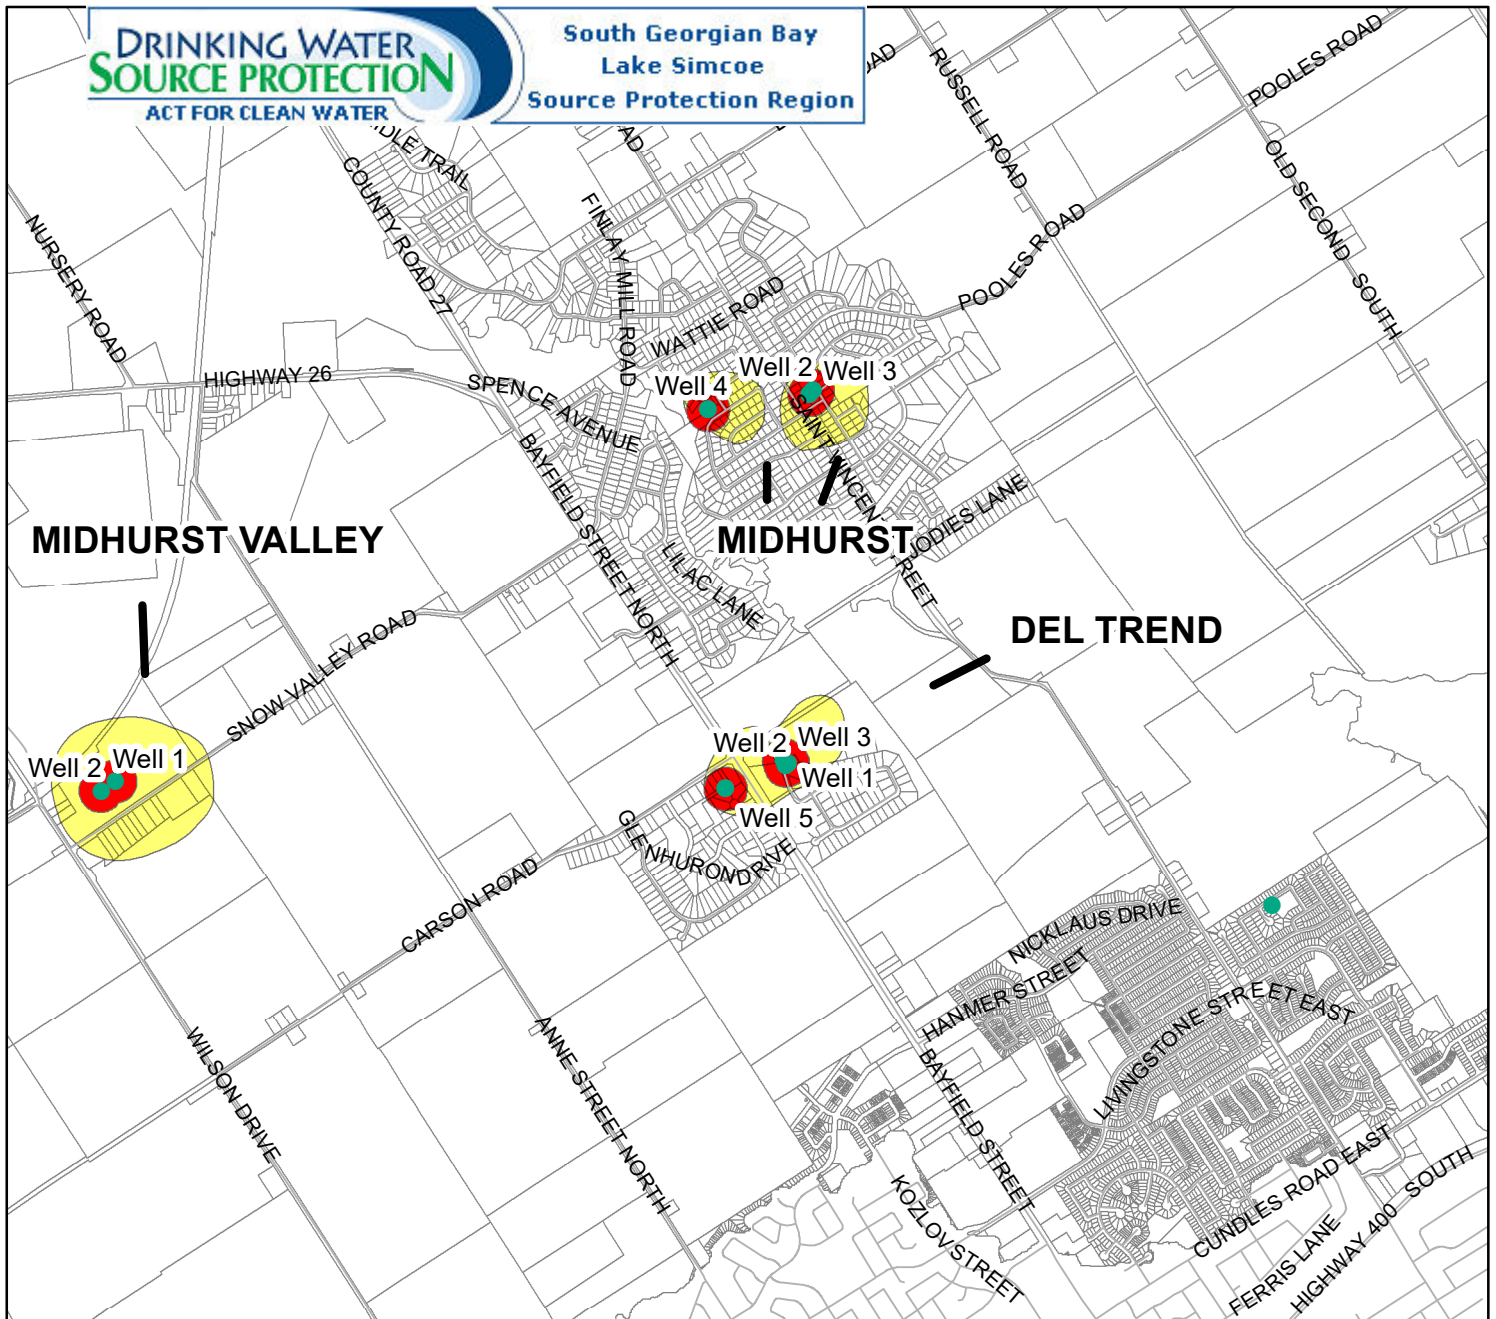 DRINKING WATER
SOURCE PROTECTION
ACT FOR CLEAN WATER
South Georgian Bay
Lake Simcoe
Source Protection Region
RUSSELL ROAD
POOLES ROAD
OLD SECOND SOUTH
POOLES ROAD
TRAIL
COUNTY ROAD 27
FINLAY MILL ROAD
NURSERY ROAD
WATTIE ROAD
HIGHWAY 26
SPENCE AVENUE
Well 4
Well 2
Well 3
SAINT VINCENT STREET
BAYFIELD STREET NORTH
MIDHURST VALLEY
MIDHURST
JODIES LANE
LILAC LANE
DEL TREND
SNOW VALLEY ROAD
Well 2
Well 1
Well 2
Well 3
Well 1
Well 5
GLENHURON DRIVE
CARSON ROAD
NICKLAUS DRIVE
HANMER STREET
LIVINGSTONE STREET EAST
WILSON DRIVE
ANNE STREET NORTH
BAYFIELD STREET
KOZLOV STREET
CUNDLES ROAD EAST
FERRIS LANE
HIGHWAY 400 SOUTH